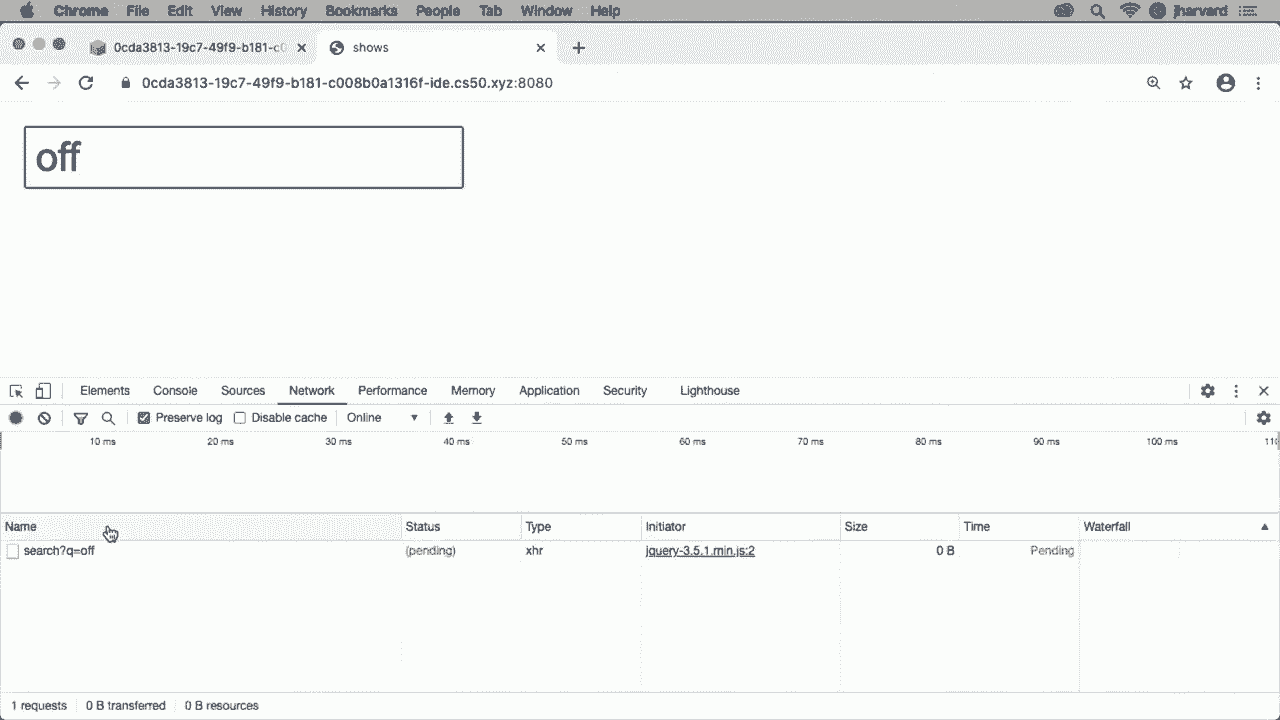 Chrome File Edit View History Bookmarks People Tab Window Help jharvard
0cda3813-19c7-49f9-b181-c0 shows
0cda3813-19c7-49f9-b181-c008b0a1316f-ide.cs50.xyz:8080
off
Elements Console Sources Network Performance Memory Application Security Lighthouse
Preserve log Disable cache Online
10 ms 20 ms 30 ms 40 ms 50 ms 60 ms 70 ms 80 ms 90 ms 100 ms 11
Name Status Type Initiator Size Time Waterfall
search?q=off (pending) xhr jquery-3.5.1.min.js:2 0 B Pending
1 requests 0 B transferred 0 B resources